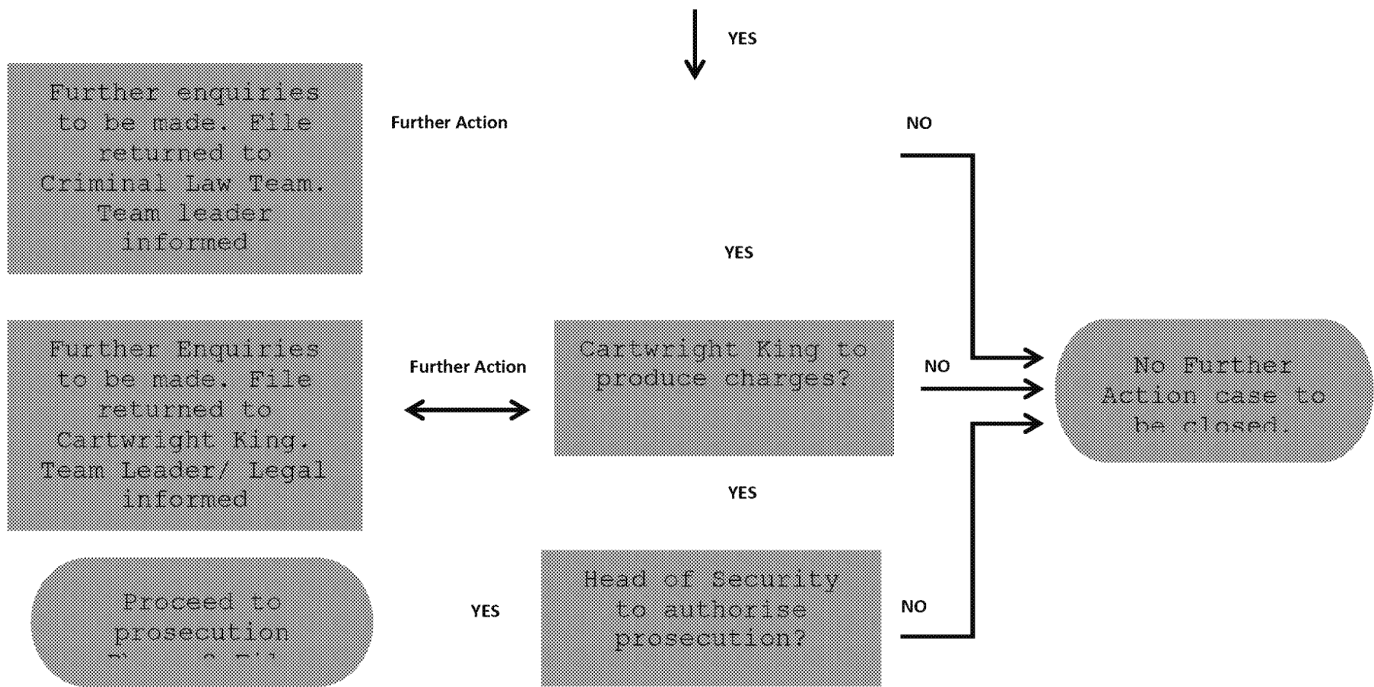 YES
Further enquiries
to be made. File
returned to
Criminal Law Team.
Team leader
informed
Further Action
NO
YES
Further Enquiries
to be made. File
returned to
Cartwright King.
Team Leader/ Legal
informed
Further Action
Cartwright King to
produce charges?
NO
No Further
Action case to
be closed.
YES
Proceed to
prosecution
YES
Head of Security
to authorise
prosecution?
NO